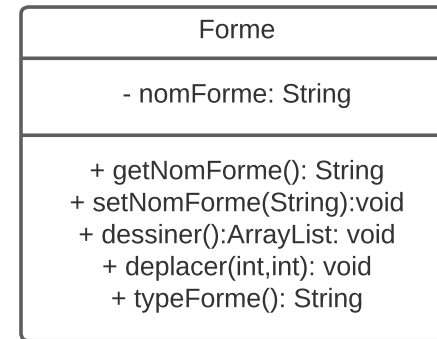 Forme
- nomForme: String
+ getNomForme(): String
+ setNomForme(String):void
+ dessiner():ArrayList: void
+ deplacer(int,int): void
+ typeForme(): String